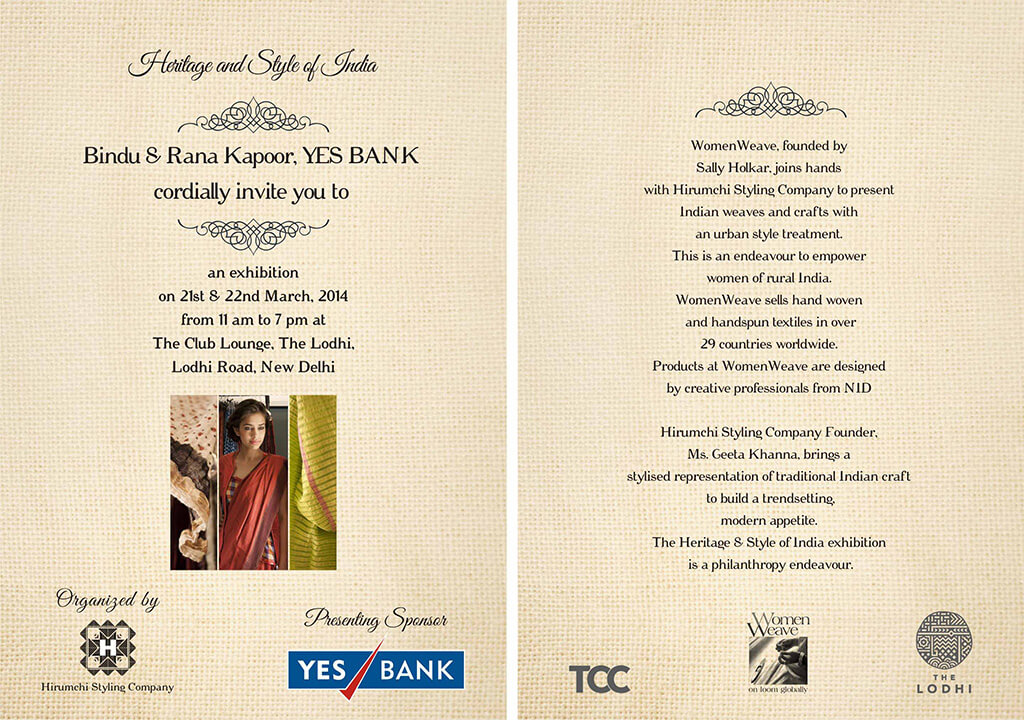 Heritage and Style of India
Bindu & Rana Kapoor, YES BANK
cordially invite you to
an exhibition
on 21st & 22nd March, 2014
from 11 am to 7 pm at
The Club Lounge, The Lodhi,
Lodhi Road, New Delhi
Organized by
H
Hirumchi Styling Company
Presenting Sponsor
YES BANK
WomenWeave, founded by
Sally Holkar, joins hands
with Hirumchi Styling Company to present
Indian weaves and crafts with
an urban style treatment.
This is an endeavour to empower
women of rural India.
WomenWeave sells hand woven
and handspun textiles in over
29 countries worldwide.
Products at WomenWeave are designed
by creative professionals from NID
Hirumchi Styling Company Founder,
Ms. Geeta Khanna, brings a
stylised representation of traditional Indian craft
to build a trendsetting,
modern appetite.
The Heritage & Style of India exhibition
is a philanthropy endeavour.
TCC
Women
Weave
on loom globally
THE
LODHI